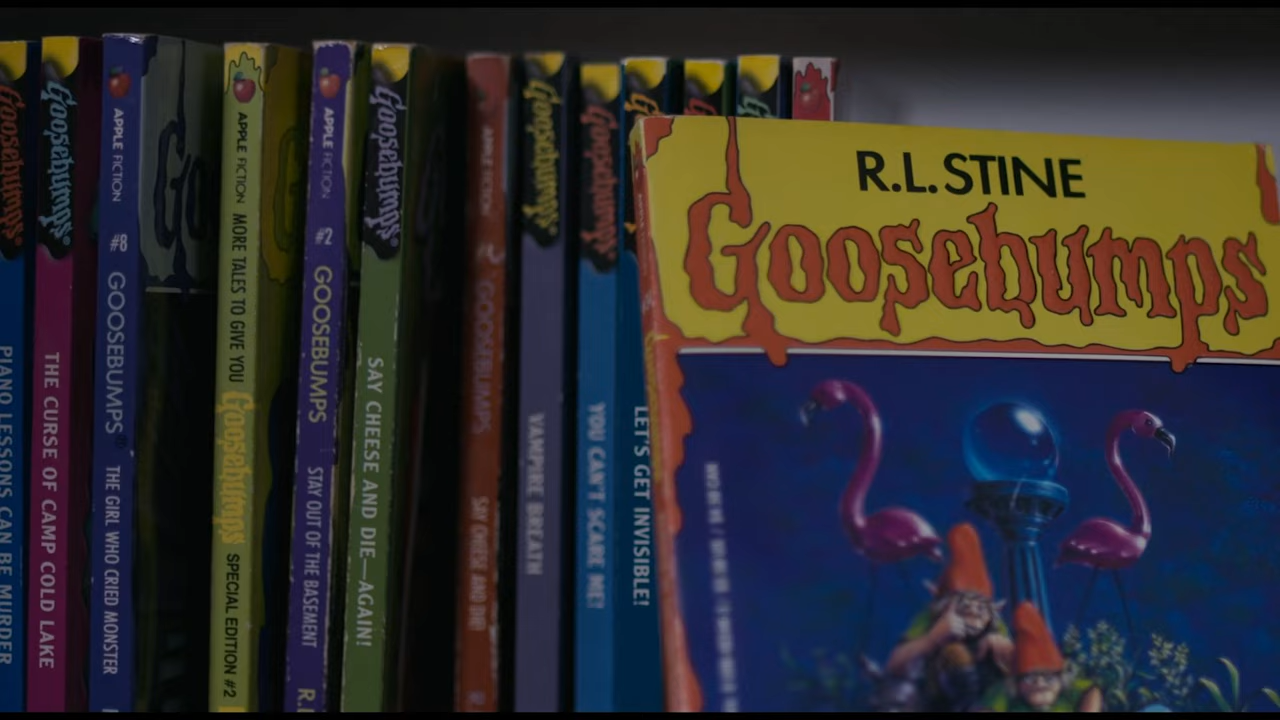 Goosebumps
PIANO LESSONS CAN BE MURDER
Goosebumps
THE CURSE OF CAMP COLD LAKE
APPLE FICTION
#8
GOOSEBUMPS®
THE GIRL WHO CRIED MONSTER
APPLE FICTION
MORE TALES TO GIVE YOU
Goosebumps
SPECIAL EDITION #2
APPLE FICTION
#2
GOOSEBUMPS
STAY OUT OF THE BASEMENT
R.L
Goosebumps
SAY CHEESE AND DIE—AGAIN!
APPLE FICTION
GOOSEBUMPS
SAY CHEESE AND DIE
Goosebumps
VAMPIRE BREATH
Goosebumps
YOU CAN'T SCARE ME!
LET'S GET INVISIBLE!
R.L. STINE
Goosebumps